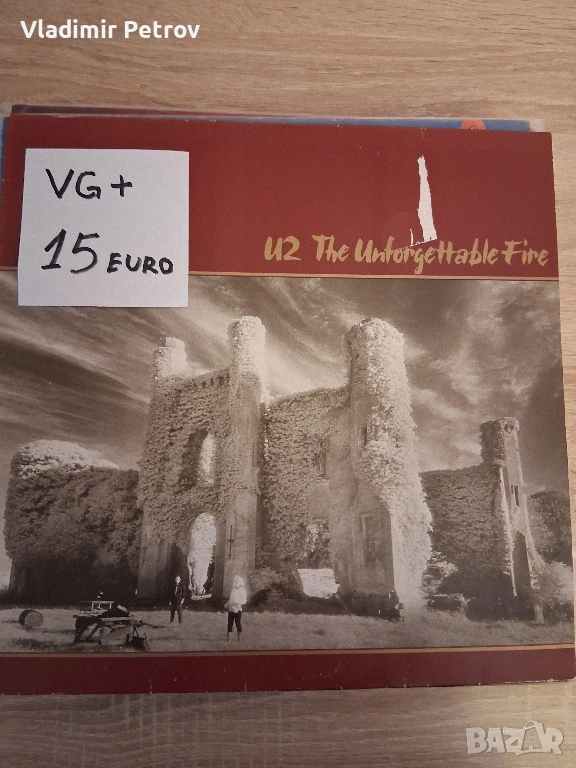 Vladimir Petrov
VG+
15 EURO
U2 The Unforgettable Fire
BAZAR